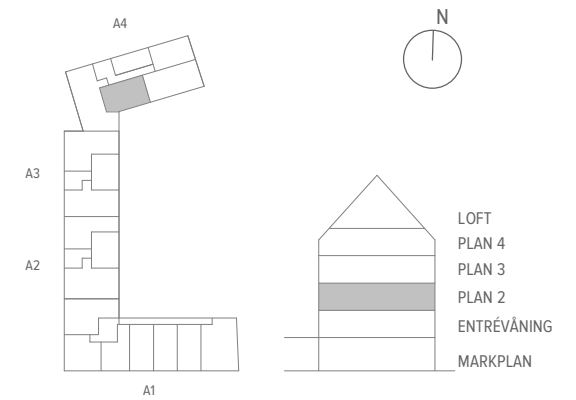 A4
N
A3
A2
A1
LOFT
PLAN 4
PLAN 3
PLAN 2
ENTRÉVÅNING
MARKPLAN